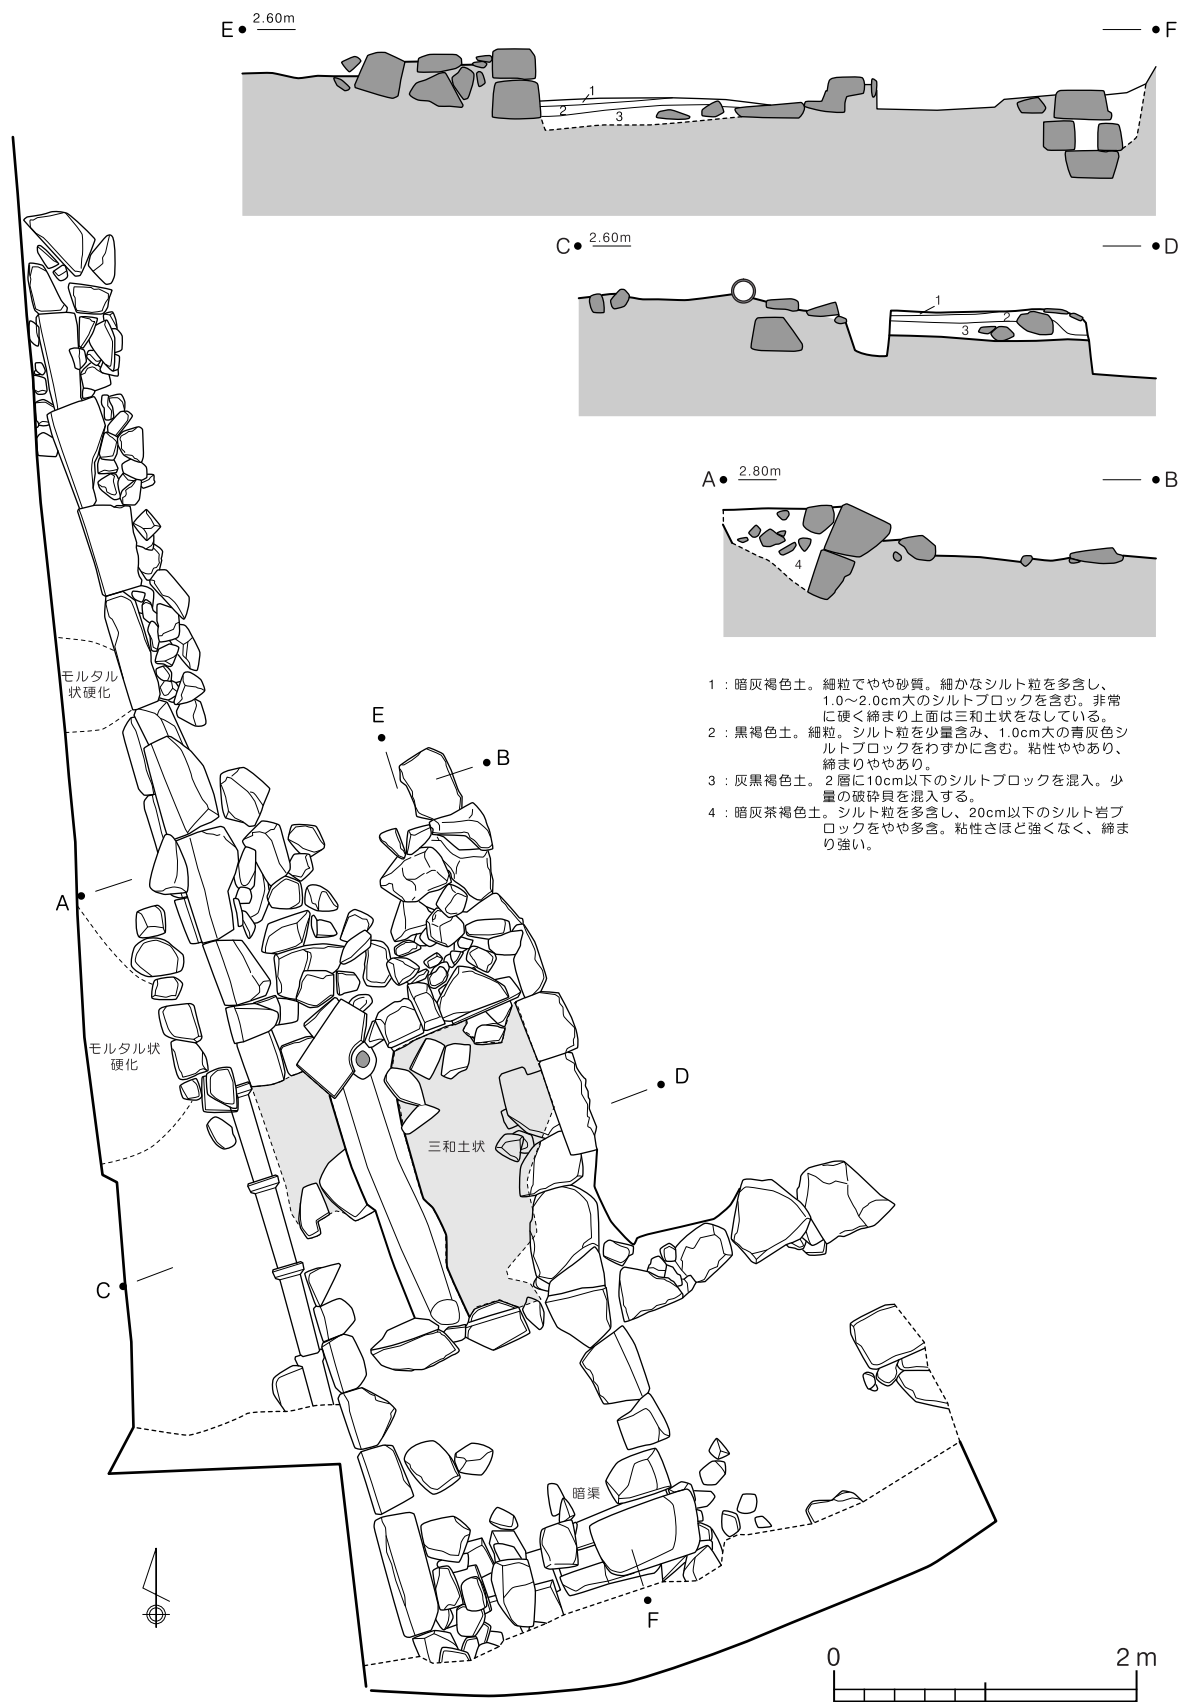 E 2.60m F
1
2
3
C 2.60m D
1
2
3
A 2.80m B
4
1：暗灰褐色土。細粒でやや砂質。細かなシルト粒を多含し、
1.0〜2.0cm大のシルトブロックを含む。非常
に硬く締まり上面は三和土状をなしている。
2：黒褐色土。細粒。シルト粒を少量含み、1.0cm大の青灰色シ
ルトブロックをわずかに含む。粘性ややあり、
締まりややあり。
3：灰黒褐色土。２層に10cm以下のシルトブロックを混入。少
量の破砕貝を混入する。
4：暗灰茶褐色土。シルト粒を多含し、20cm以下のシルト岩ブ
ロックをやや多含。粘性さほど強くなく、締ま
り強い。
モルタル
状硬化
E
B
A
モルタル状
硬化
D
三和土状
C
暗渠
F
0 2 m